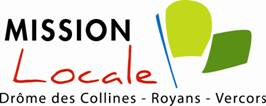 MISSION
Locale
Drôme des Collines - Royans - Vercors